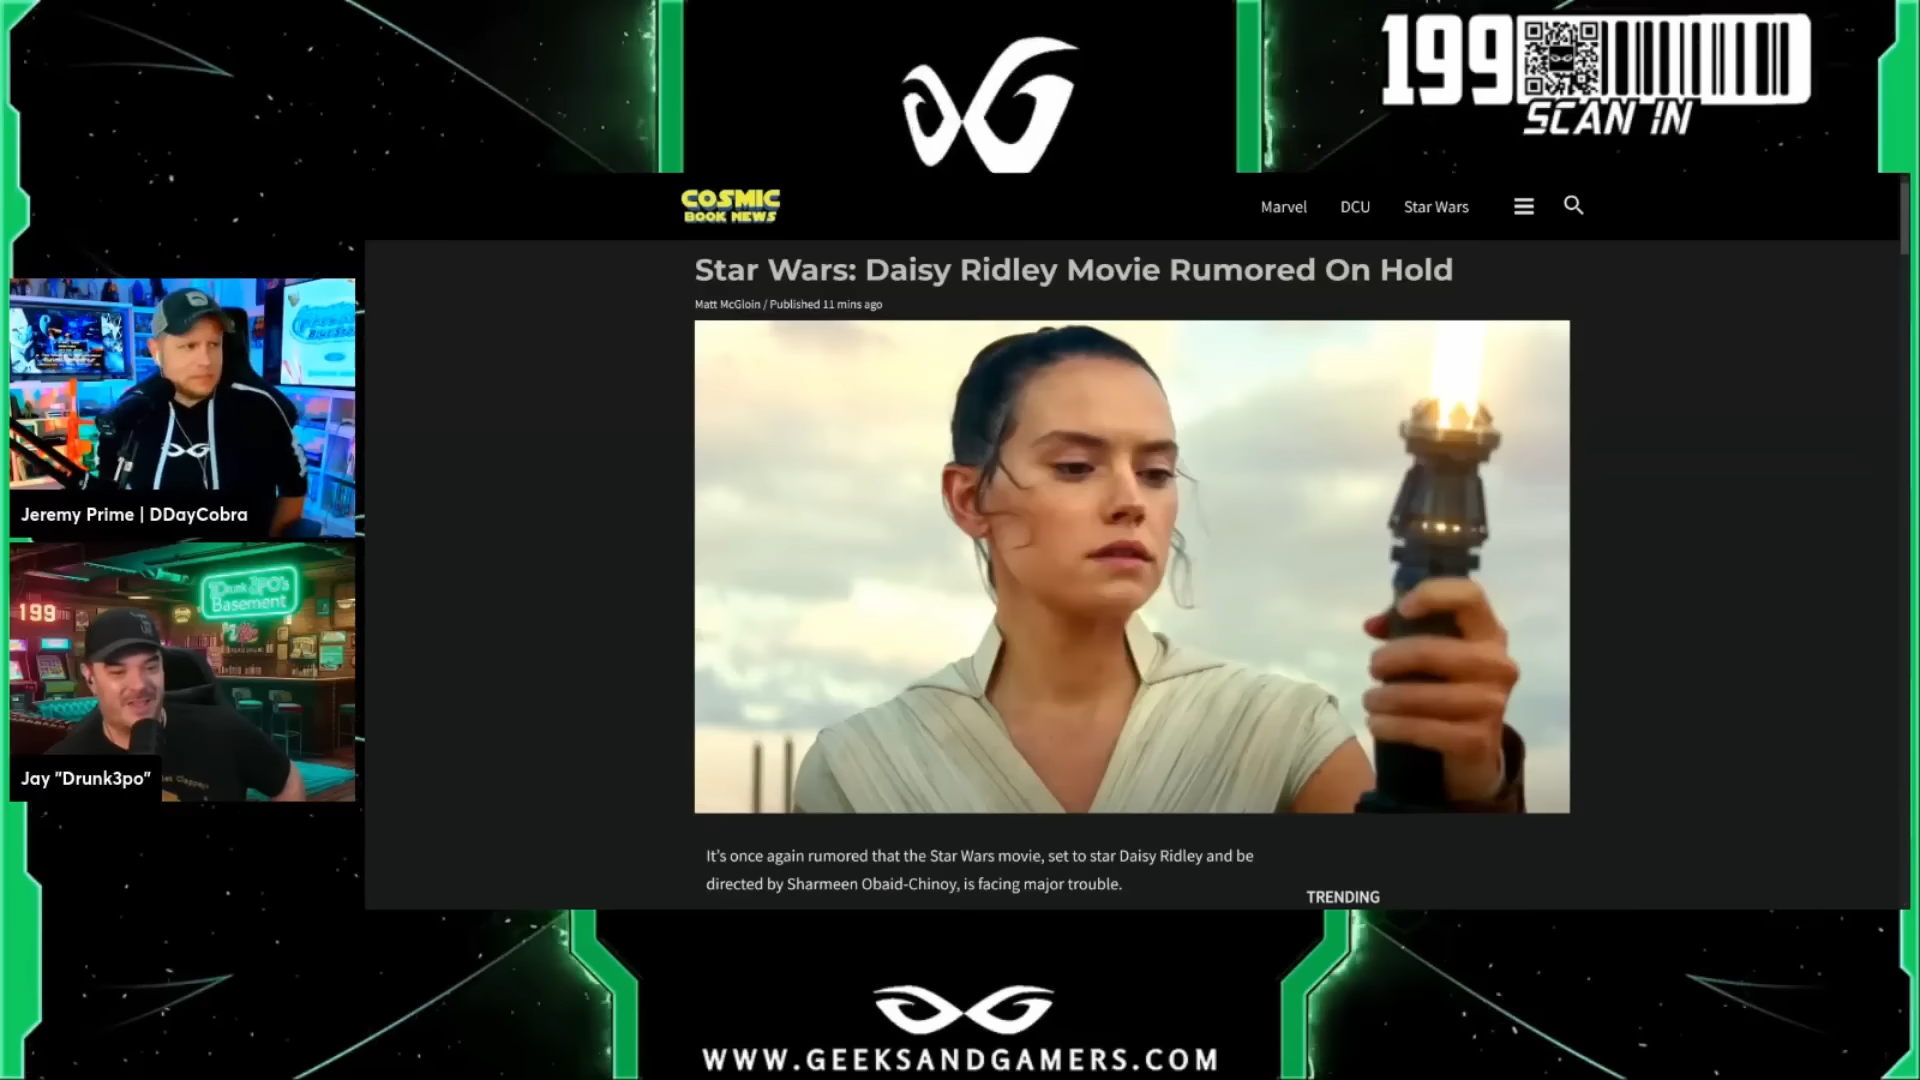 199
SCAN IN
COSMIC
BOOK NEWS
Marvel DCU Star Wars
Star Wars: Daisy Ridley Movie Rumored On Hold
Matt McGloin / Published 11 mins ago
Jeremy Prime | DDayCobra
Drunk3PO's
Basement
199
Jay "Drunk3po"
It's once again rumored that the Star Wars movie, set to star Daisy Ridley and be
directed by Sharmeen Obaid-Chinoy, is facing major trouble.
TRENDING
WWW.GEEKSANDGAMERS.COM